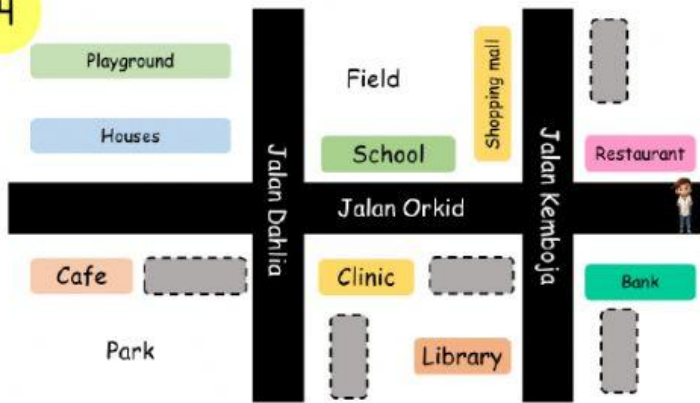 4
Playground
Field
Shopping mall
Houses
School
Restaurant
Jalan Dahlia
Jalan Orkid
Jalan Kemboja
Cafe
Clinic
Bank
Park
Library